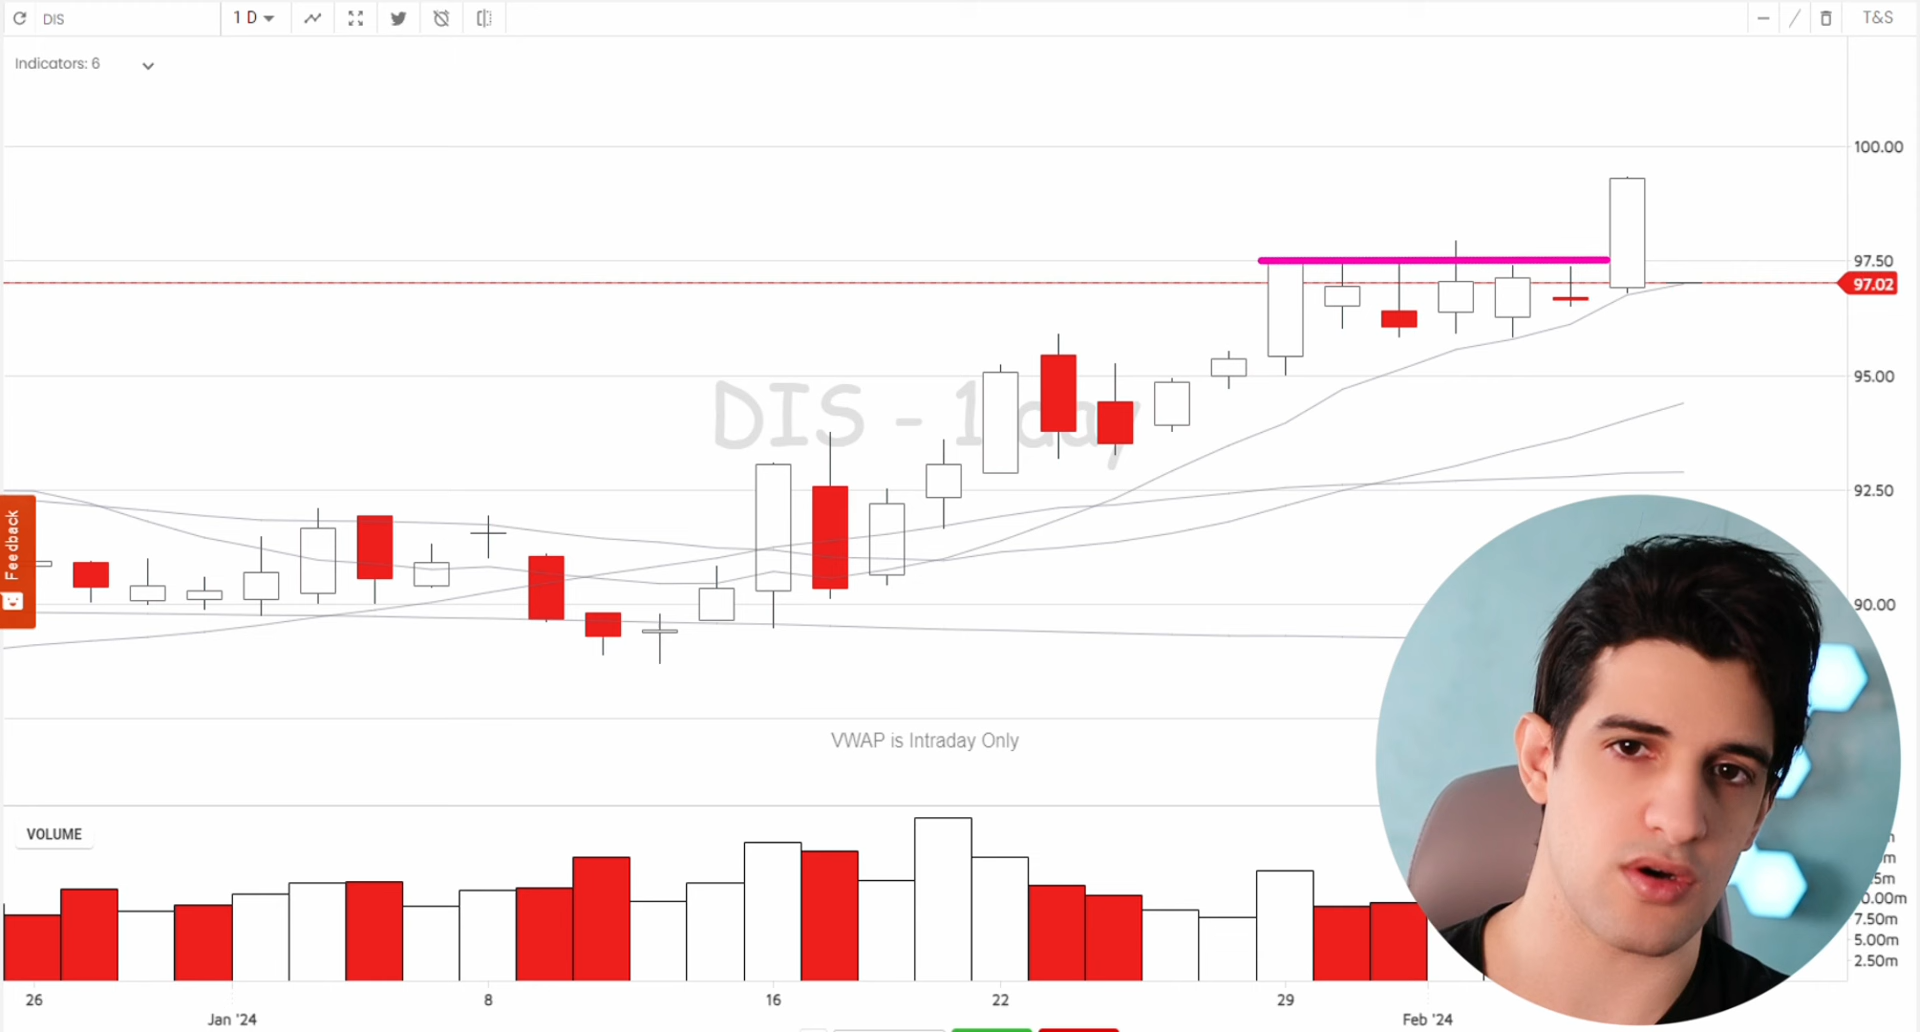 DIS
1 D
T&S
Indicators: 6
100.00
97.50
97.02
95.00
DIS - 1 day
92.50
Feedback
90.00
VWAP is Intraday Only
VOLUME
7.50m
5.00m
2.50m
26
8
16
22
29
Jan '24
Feb '24